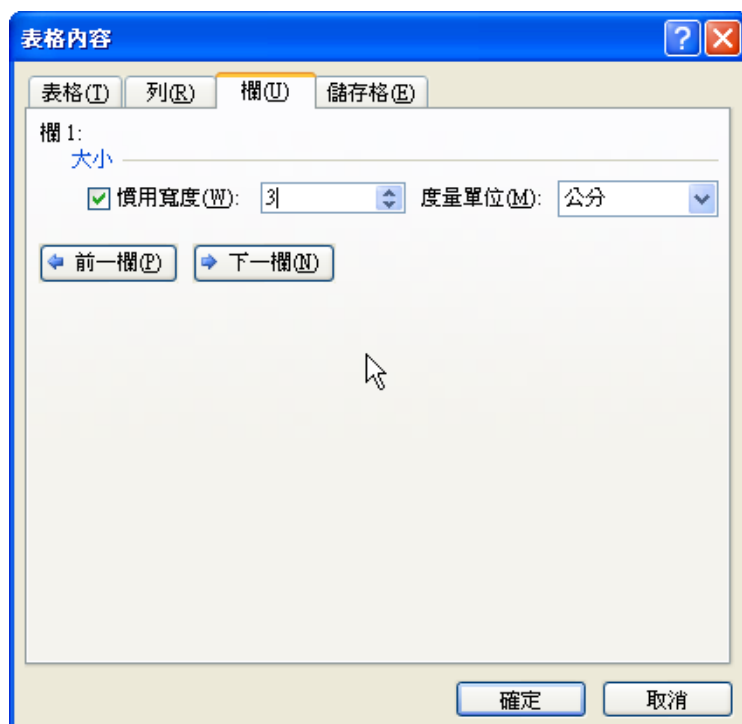 表格內容
表格(T) 列(R) 欄(U) 儲存格(E)
欄 1:
大小
慣用寬度(W): 3 度量單位(M): 公分
前一欄(P) 下一欄(N)
確定 取消